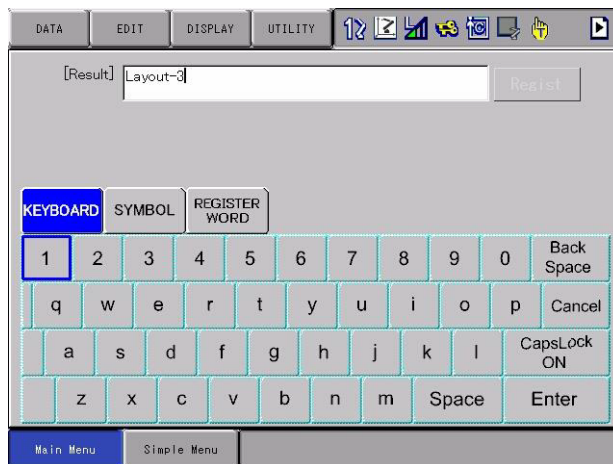 DATA EDIT DISPLAY UTILITY
[Result] Layout-3 Regist
KEYBOARD SYMBOL REGISTER WORD
1 2 3 4 5 6 7 8 9 0 Back Space
q w e r t y u i o p Cancel
a s d f g h j k l CapsLock ON
z x c v b n m Space Enter
Main Menu Simple Menu